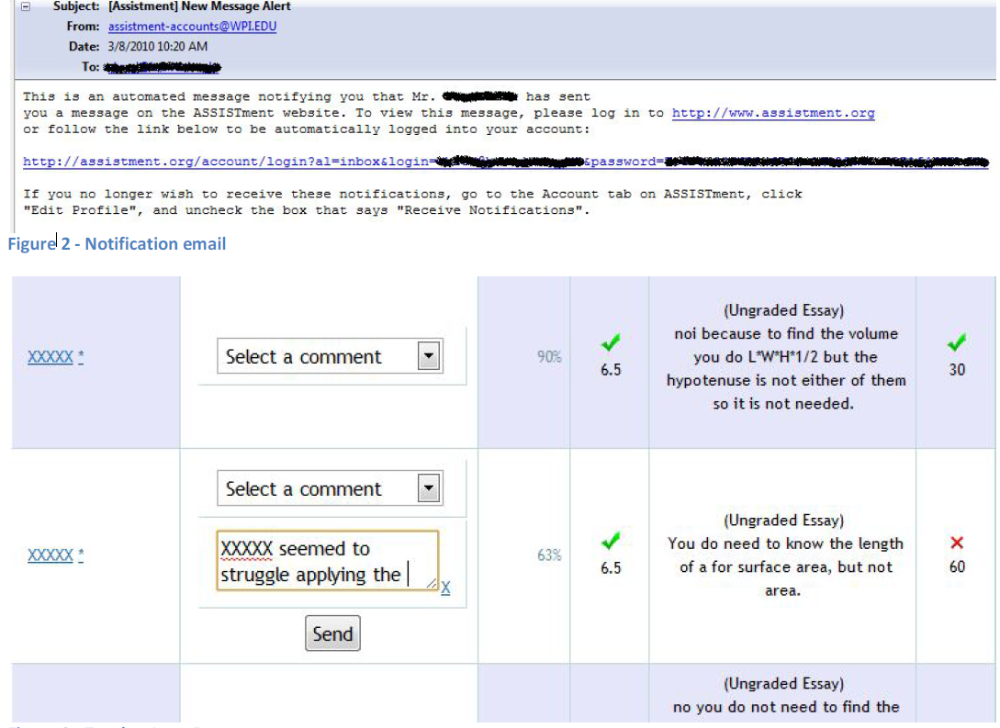 Subject: [Assistment] New Message Alert
From: assistment-accounts@WPI.EDU
Date: 3/8/2010 10:20 AM
To:
This is an automated message notifying you that Mr. has sent
you a message on the ASSISTment website. To view this message, please log in to http://www.assistment.org
or follow the link below to be automatically logged into your account:
http://assistment.org/account/login?al=inbox&login= &password=
If you no longer wish to receive these notifications, go to the Account tab on ASSISTment, click
"Edit Profile", and uncheck the box that says "Receive Notifications".
Figure 2 - Notification email
XXXXX *
Select a comment
90%
6.5
(Ungraded Essay)
noi because to find the volume
you do L*W*H*1/2 but the
hypotenuse is not either of them
so it is not needed.
30
XXXXX *
Select a comment
XXXXX seemed to
struggle applying the
X
Send
63%
6.5
(Ungraded Essay)
You do need to know the length
of a for surface area, but not
area.
60
(Ungraded Essay)
no you do not need to find the